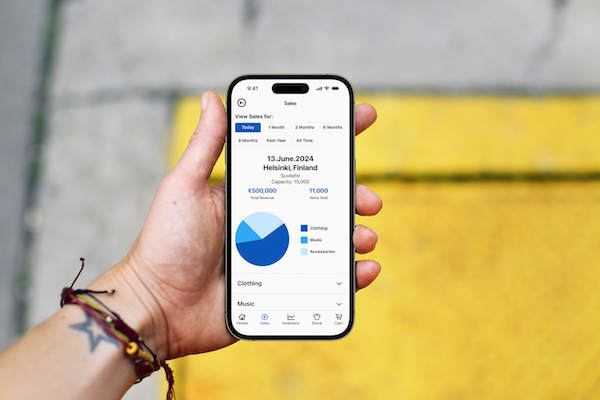 9:41
Sales
View Sales for:
Today 1 Month 2 Months 6 Months
9 Months Past Year All Time
13.June.2024
Helsinki, Finland
Suvilahti
Capacity: 15,000
€500,000 11,000
Total Revenue Items Sold
Clothing
Music
Accessories
Clothing
Music
Home Sales Inventory Store Cart